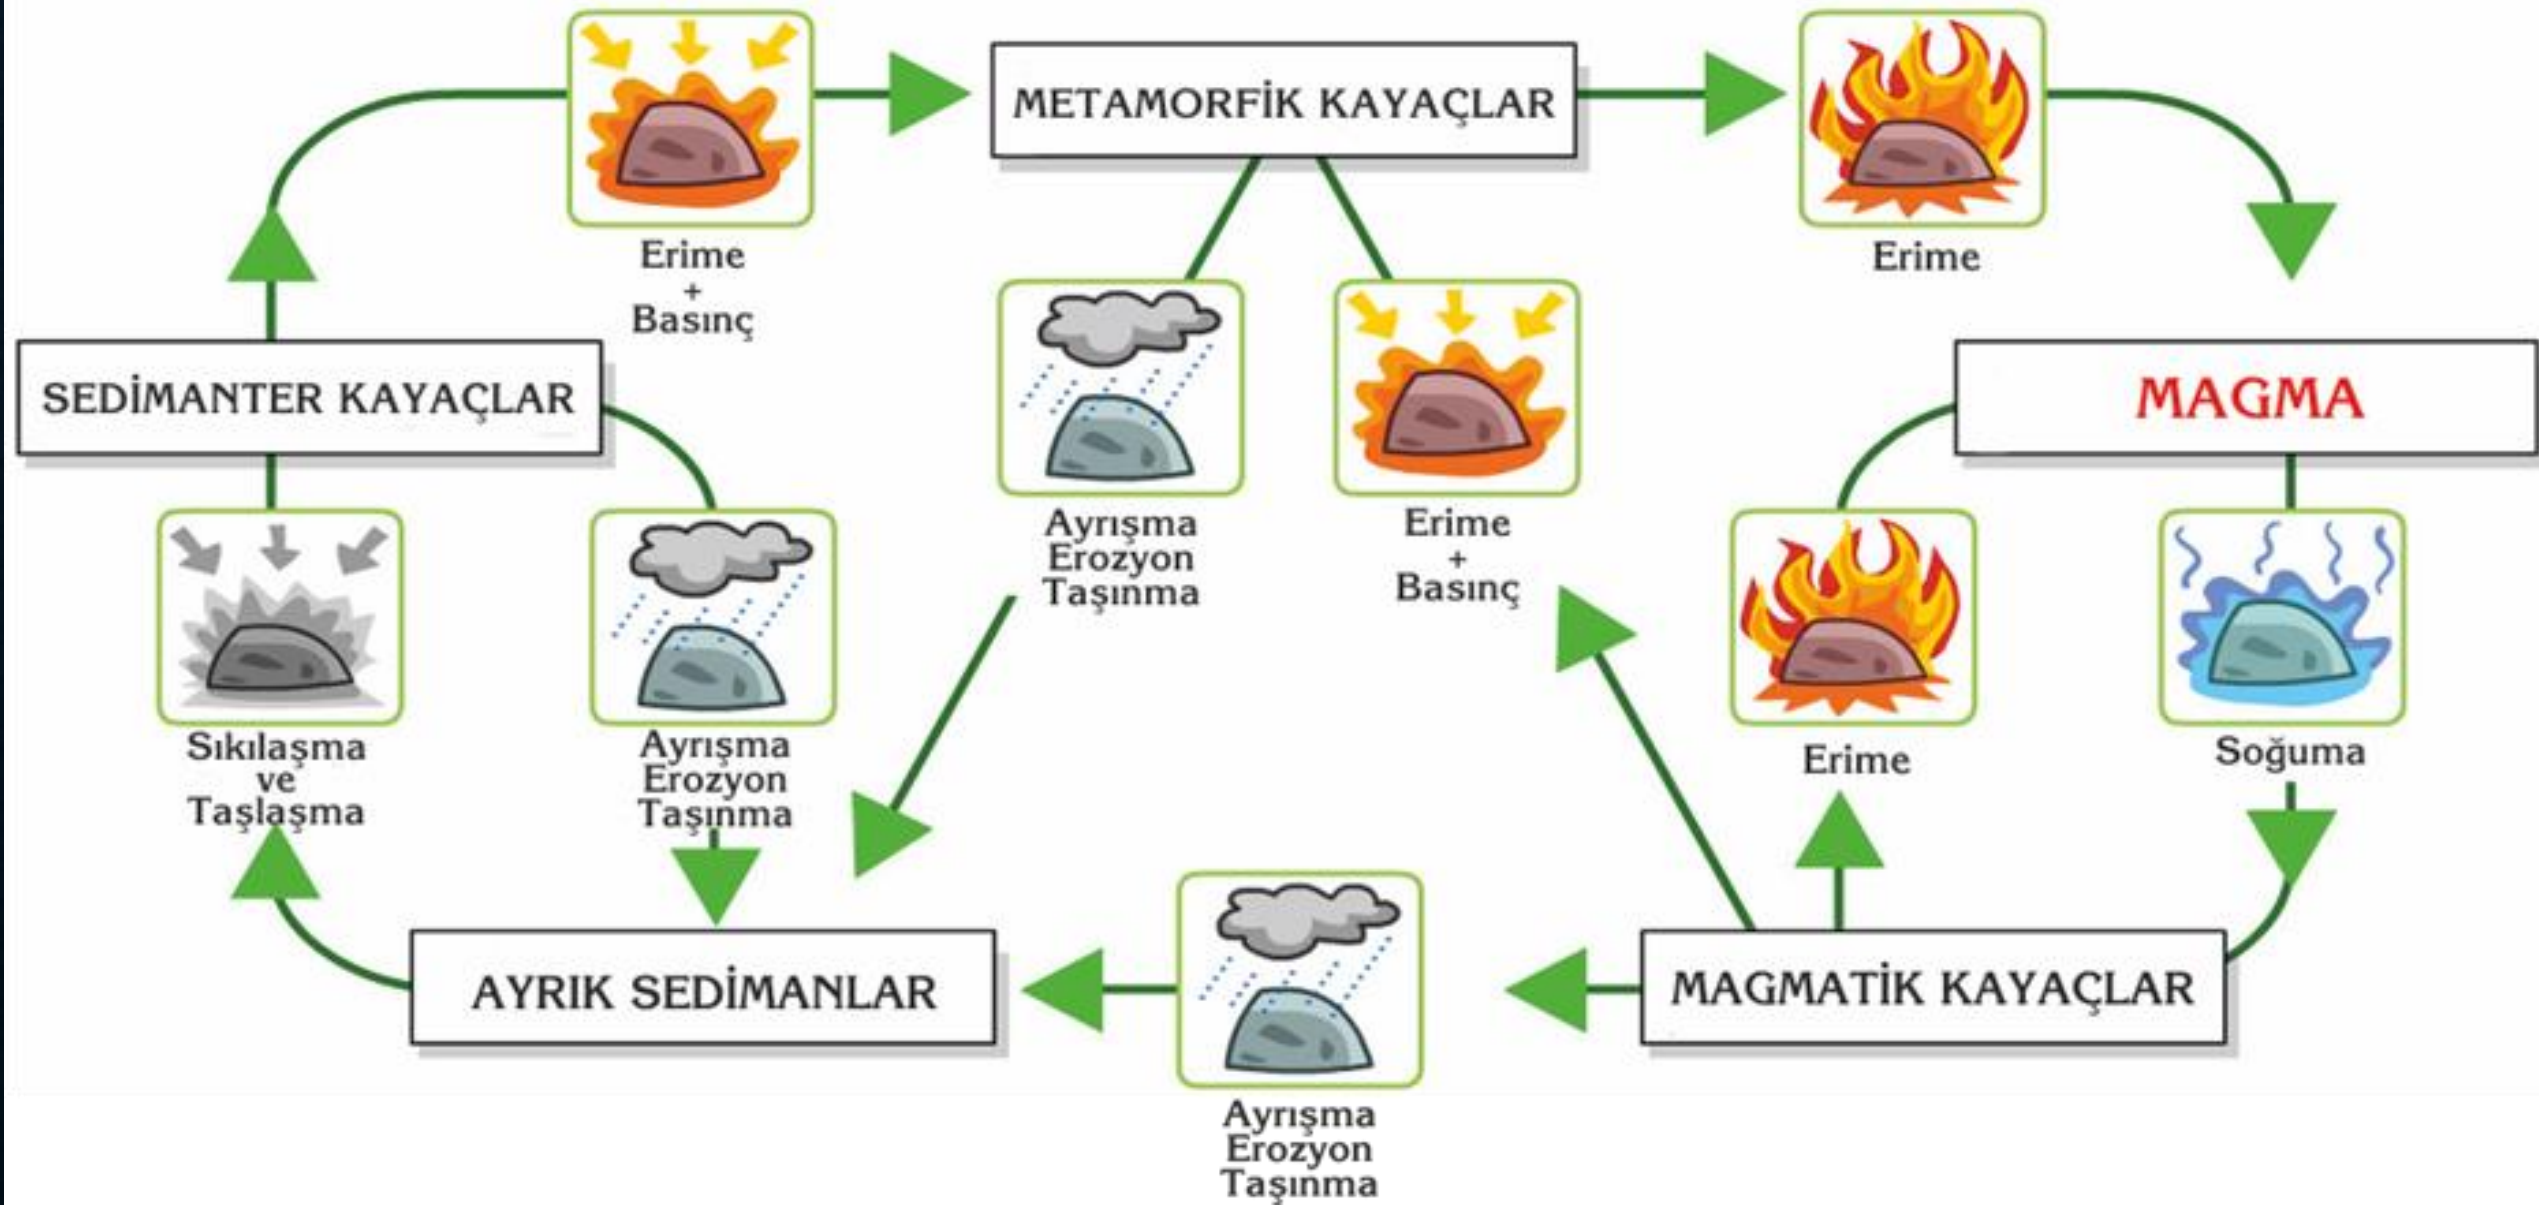 METAMORFİK KAYAÇLAR
Erime
+
Basınç
Erime
SEDİMANTER KAYAÇLAR
MAGMA
Ayrışma
Erozyon
Taşınma
Erime
+
Basınç
Sıkılaşma
ve
Taşlaşma
Ayrışma
Erozyon
Taşınma
Erime
Soğuma
AYRIK SEDİMANLAR
MAGMATİK KAYAÇLAR
Ayrışma
Erozyon
Taşınma